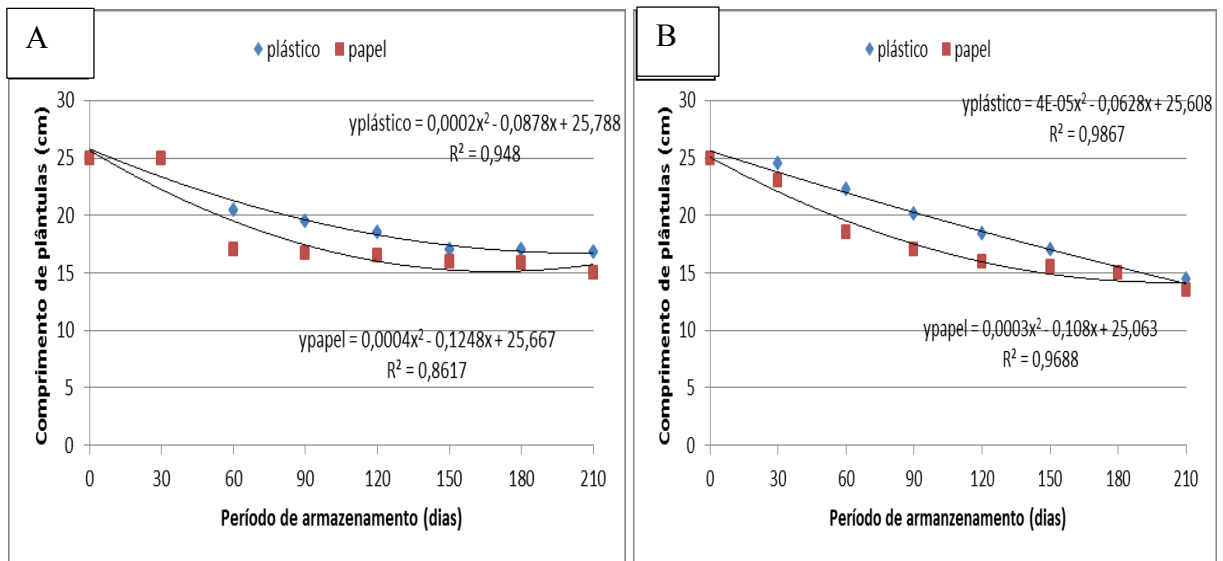 A
plástico papel
yplástico = 0,0002x² - 0,0878x + 25,788
R² = 0,948
ypapel = 0,0004x² - 0,1248x + 25,667
R² = 0,8617
Comprimento de plântulas (cm)
30
25
20
15
10
5
0
0 30 60 90 120 150 180 210
Período de armazenamento (dias)
B
plástico papel
yplástico = 4E-05x² - 0,0628x + 25,608
R² = 0,9867
ypapel = 0,0003x² - 0,108x + 25,063
R² = 0,9688
Comprimento de plântulas (cm)
30
25
20
15
10
5
0
0 30 60 90 120 150 180 210
Período de armanzenamento (dias)